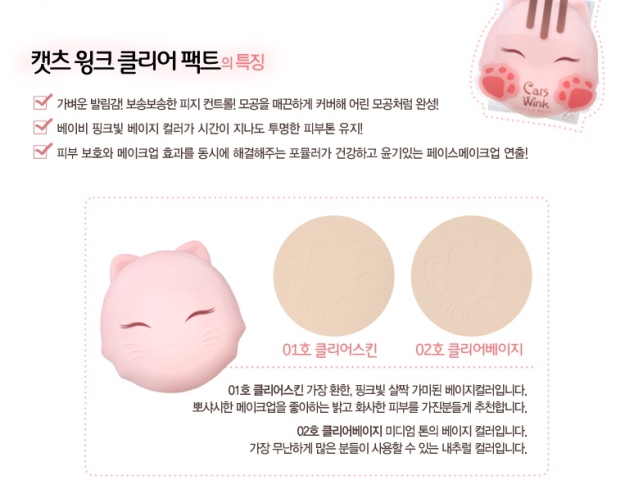 Cats
Wink
캣츠 윙크 클리어 팩트의 특징
가벼운 발림감! 보송보송한 피지 컨트롤! 모공을 매끈하게 커버해 어린 모공처럼 완성!
베이비 핑크빛 베이지 컬러가 시간이 지나도 투명한 피부톤 유지!
피부 보호와 메이크업 효과를 동시에 해결해주는 포뮬러가 건강하고 윤기있는 페이스메이크업 연출!
01호 클리어스킨 02호 클리어베이지
01호 클리어스킨 가장 환한, 핑크빛 살짝 가미된 베이지컬러입니다.
뽀샤시한 메이크업을 좋아하는 밝고 화사한 피부를 가진분들게 추천합니다.
02호 클리어베이지 미디엄 톤의 베이지 컬러입니다.
가장 무난하게 많은 분들이 사용할 수 있는 내추럴 컬러입니다.